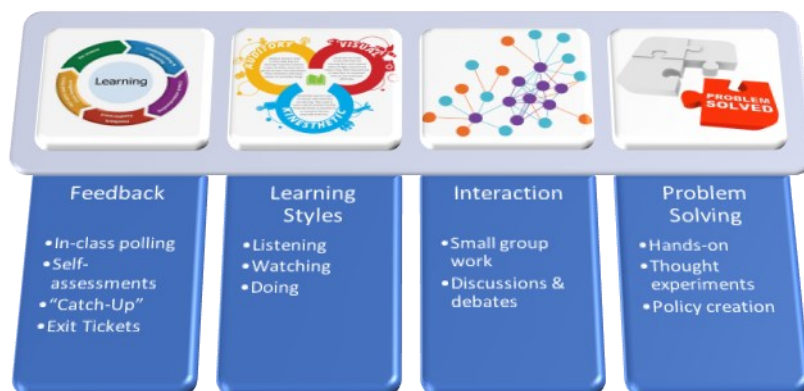 Learning
AUDITORY
VISUAL
KINESTHETIC
PROBLEM
SOLVED
Feedback
•In-class polling
•Self-
assessments
•"Catch-Up"
•Exit Tickets
Learning
Styles
•Listening
•Watching
•Doing
Interaction
•Small group
work
•Discussions &
debates
Problem
Solving
•Hands-on
•Thought
experiments
•Policy creation